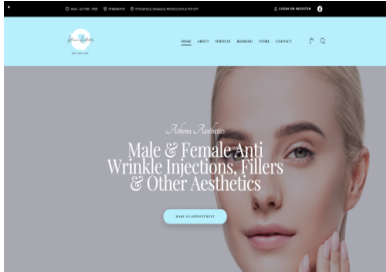 LOGIN OR REGISTER
HOME ABOUT SERVICES BOOKING STORE CONTACT
Athena Aesthetics
Male & Female Anti
Wrinkle Injections, Fillers
& Other Aesthetics
MAKE AN APPOINTMENT